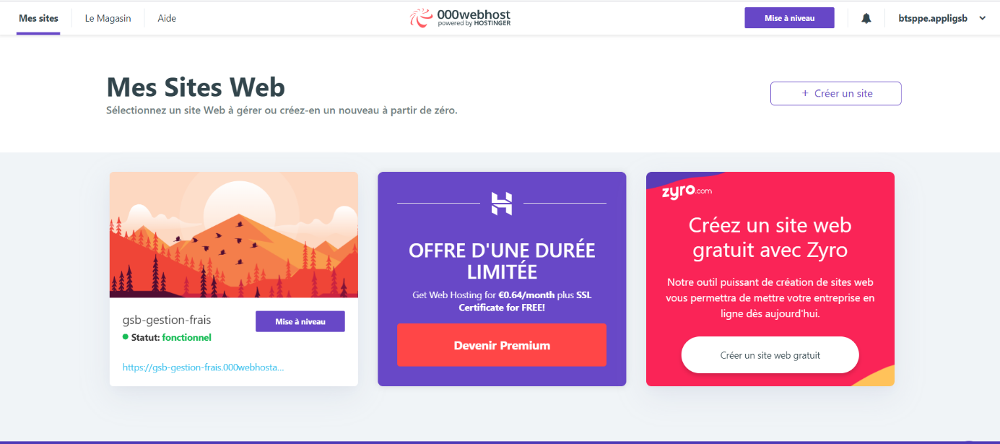 Mes sites
Le Magasin
Aide
000webhost
powered by HOSTINGER
Mise à niveau
btsppe.appligsb
Mes Sites Web
Sélectionnez un site Web à gérer ou créez-en un nouveau à partir de zéro.
+ Créer un site
gsb-gestion-frais
Mise à niveau
Statut: fonctionnel
https://gsb-gestion-frais.000webhosta...
OFFRE D'UNE DURÉE
LIMITÉE
Get Web Hosting for €0.64/month plus SSL
Certificate for FREE!
Devenir Premium
zyro.com
Créez un site web
gratuit avec Zyro
Notre outil puissant de création de sites web
vous permettra de mettre votre entreprise en
ligne dès aujourd'hui.
Créer un site web gratuit